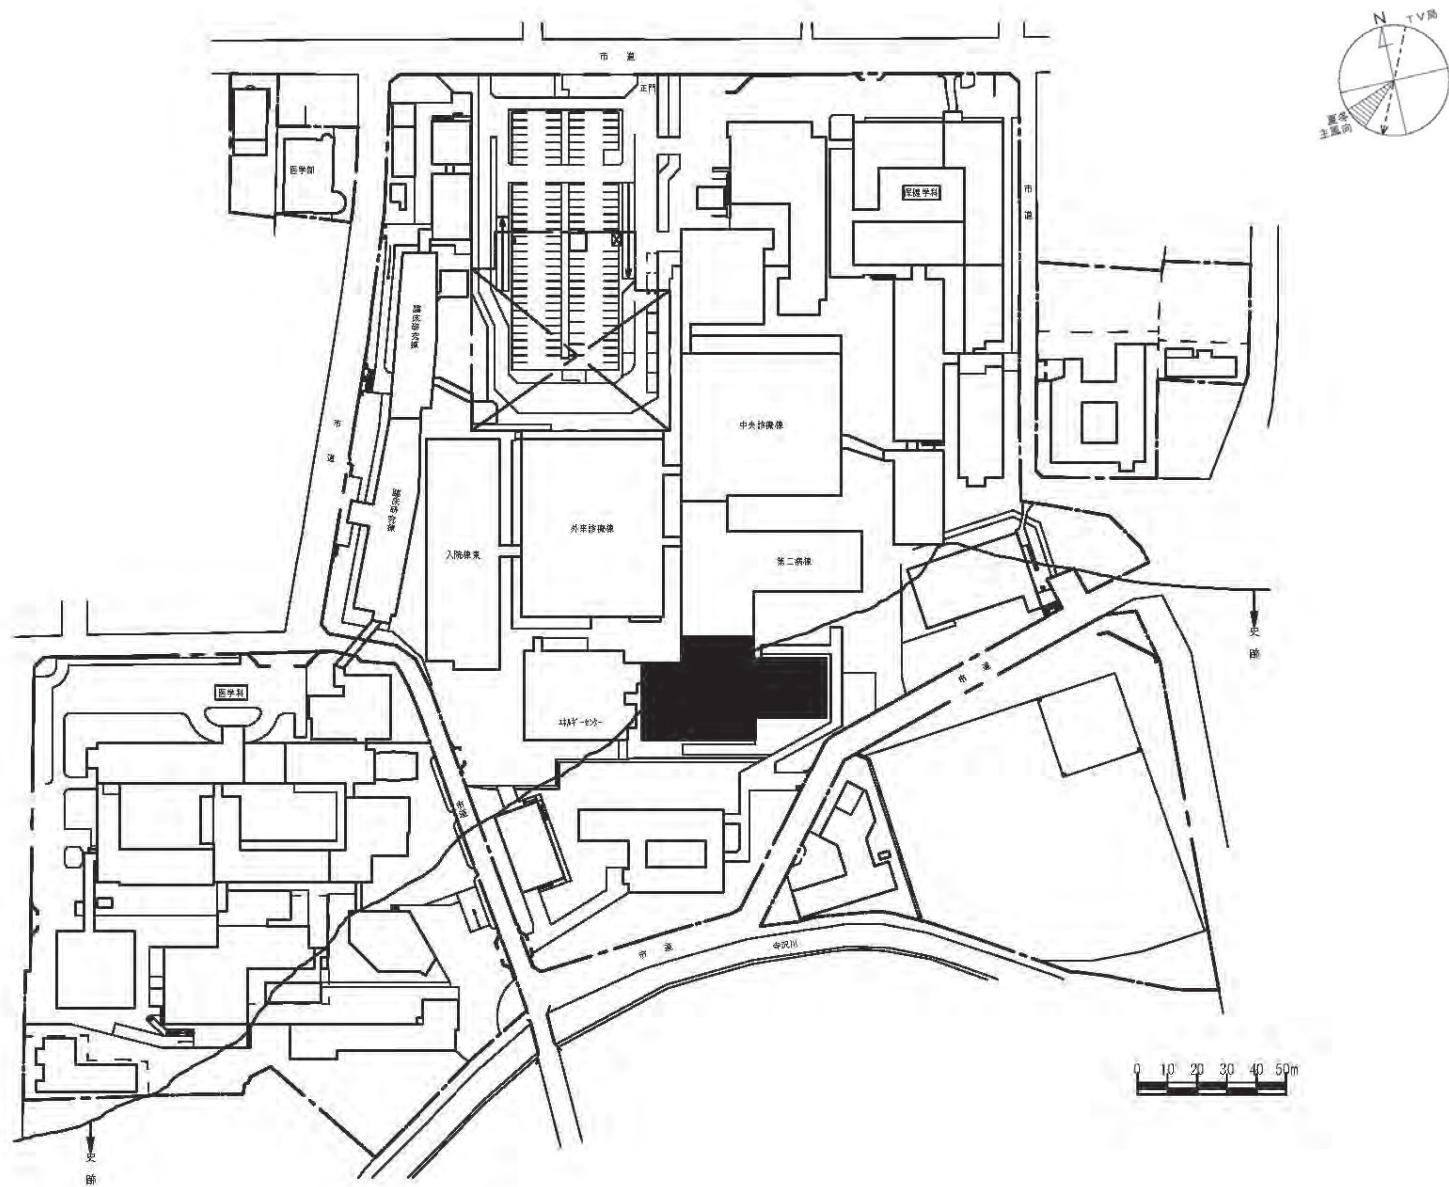 N
TV局
夏冬
主風向
市　道
正門
医学部
保健学科
市　道
臨床研究棟
中央診療棟
市　道
臨床研究棟
入院棟東
外来診療棟
第二病棟
史　跡
市　道
医学科
エネルギーセンター
市道
市　道
寺沢川
0 10 20 30 40 50m
史　跡